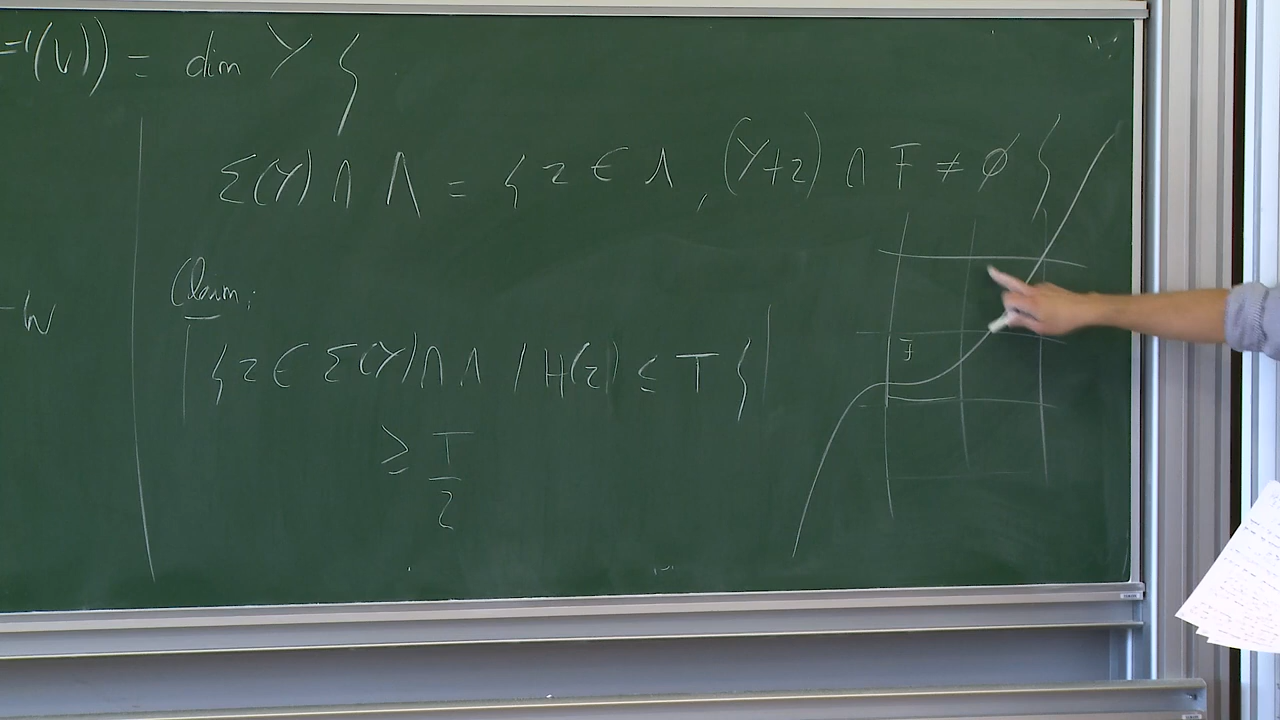 ⁻¹(V)) = dim Y }
Σ(Y) ∩ Λ = { z ∈ Λ, (Y+z) ∩ F ≠ ∅ }
Claim:
-W
| { z ∈ Σ(Y) ∩ Λ / H(z) ≤ T } |
F
≥ T/2